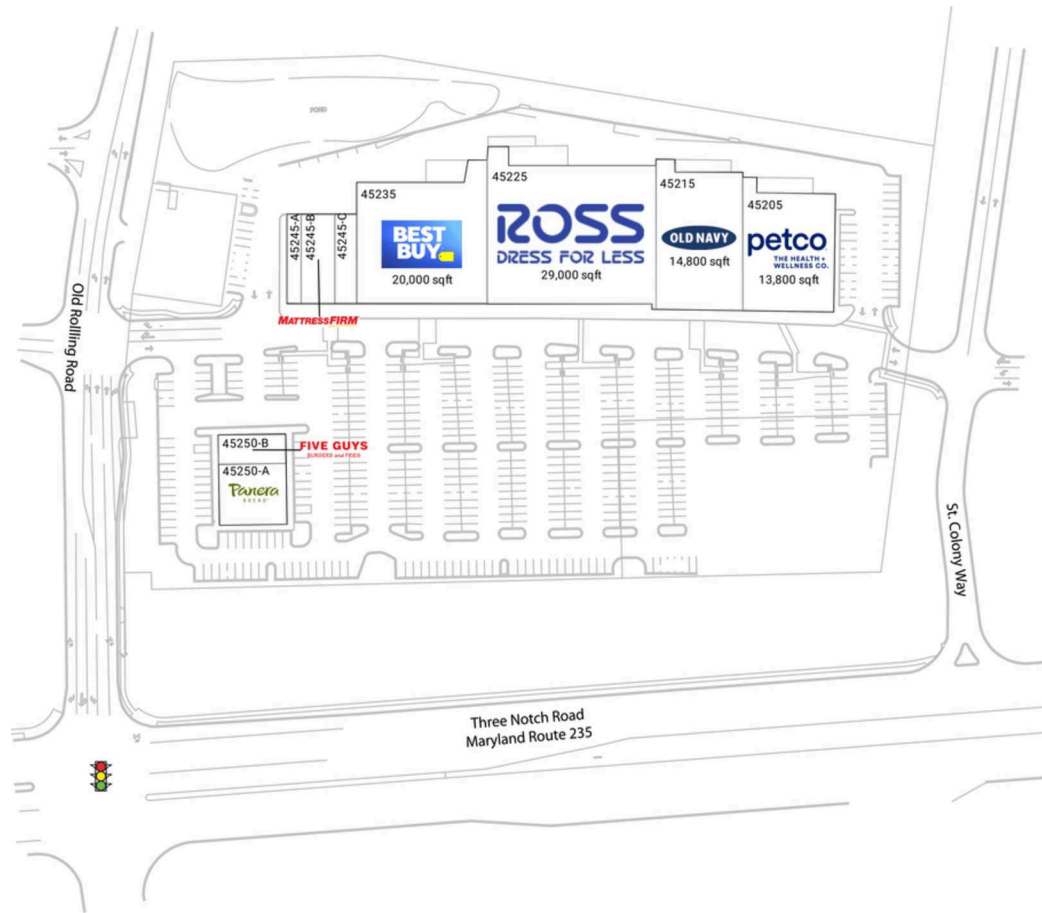 POND
45225
45215
45235
45205
45245-A
45245-B
45245-C
BEST
BUY
20,000 sqft
ROSS
DRESS FOR LESS
29,000 sqft
OLD NAVY
14,800 sqft
petco
THE HEALTH +
WELLNESS CO.
13,800 sqft
MATTRESSFIRM
Old Rollling Road
45250-B
FIVE GUYS
BURGERS and FRIES
45250-A
Panera
BREAD
St. Colony Way
Three Notch Road
Maryland Route 235